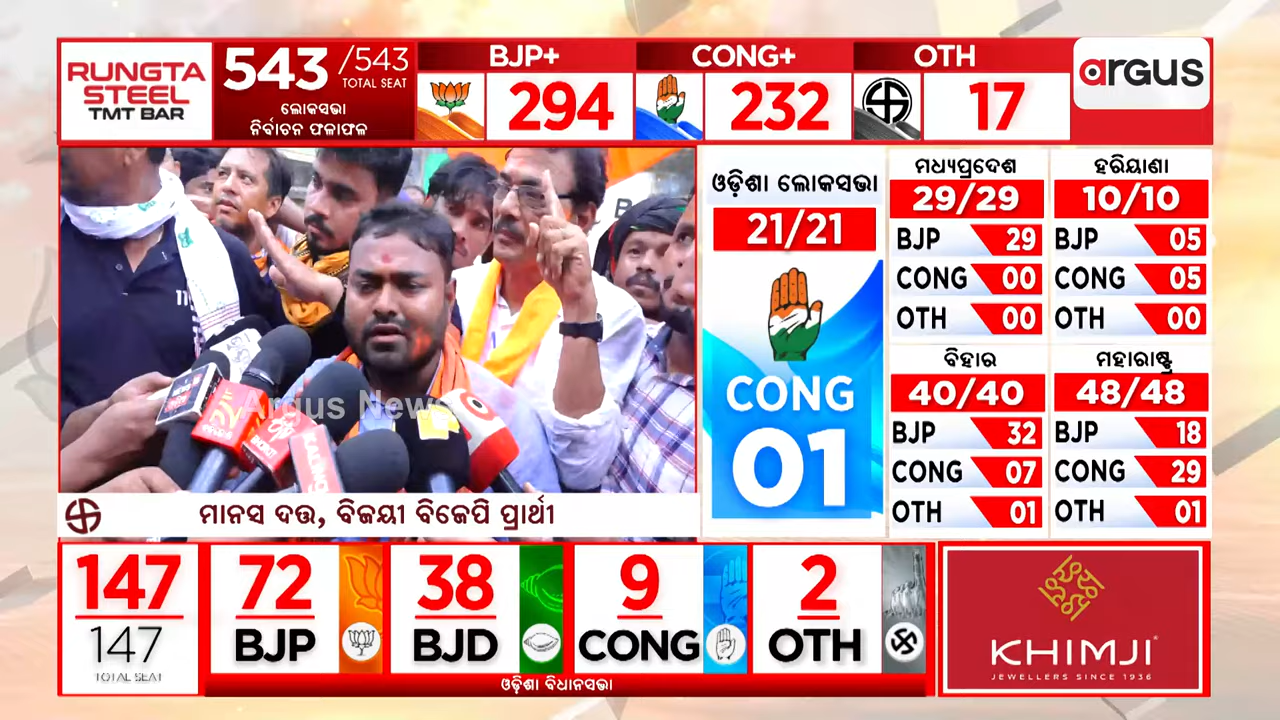 RUNGTA
STEEL
TMT BAR
543 /543
TOTAL SEAT
ଲୋକସଭା
ନିର୍ବାଚନ ଫଳାଫଳ
BJP+
294
CONG+
232
OTH
17
argus
Argus News
ମାନସ ଦତ୍ତ, ବିଜୟୀ ବିଜେପି ପ୍ରାର୍ଥୀ
ଓଡ଼ିଶା ଲୋକସଭା
21/21
CONG
01
ମଧ୍ୟପ୍ରଦେଶ
29/29
BJP 29
CONG 00
OTH 00
ହରିୟାଣା
10/10
BJP 05
CONG 05
OTH 00
ବିହାର
40/40
BJP 32
CONG 07
OTH 01
ମହାରାଷ୍ଟ୍ର
48/48
BJP 18
CONG 29
OTH 01
147
147
TOTAL SEAT
72
BJP
38
BJD
9
CONG
2
OTH
ଓଡ଼ିଶା ବିଧାନସଭା
KHIMJI
JEWELLERS SINCE 1936